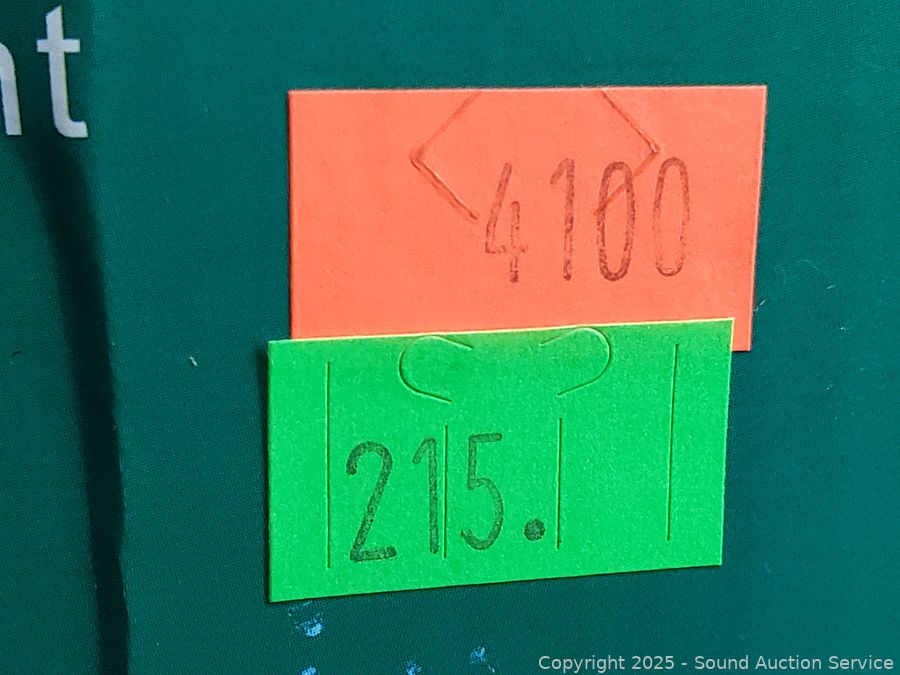 nt
4100
215.
Copyright 2025 - Sound Auction Service